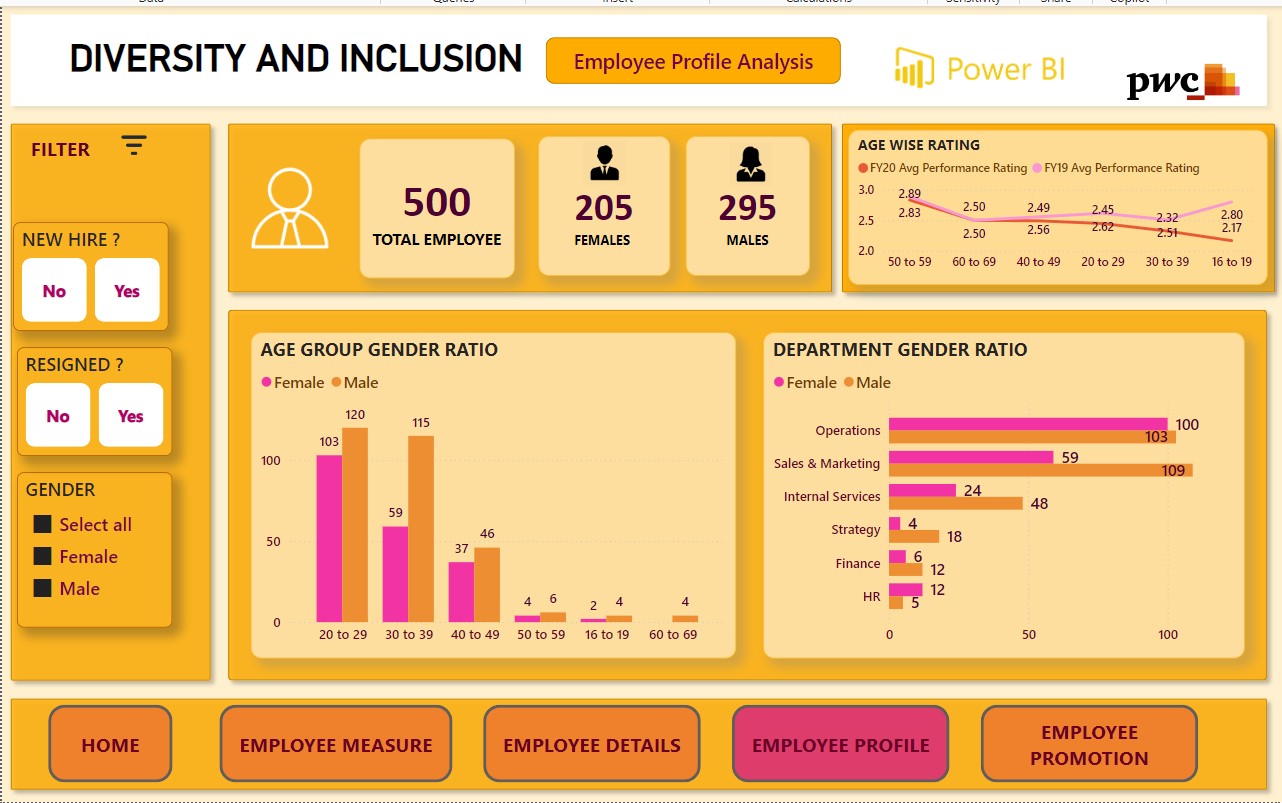 Data Queries Insert Calculations Sensitivity Share Copilot
DIVERSITY AND INCLUSION
Employee Profile Analysis
Power BI
pwc
FILTER
NEW HIRE ?
No Yes
RESIGNED ?
No Yes
GENDER
Select all
Female
Male
500
TOTAL EMPLOYEE
205
FEMALES
295
MALES
AGE WISE RATING
FY20 Avg Performance Rating FY19 Avg Performance Rating
3.0
2.5
2.0
2.89 2.50 2.49 2.45 2.32 2.80
2.83 2.50 2.56 2.62 2.51 2.17
50 to 59 60 to 69 40 to 49 20 to 29 30 to 39 16 to 19
AGE GROUP GENDER RATIO
Female Male
100
50
0
103 120 59 115 37 46 4 6 2 4 4
20 to 29 30 to 39 40 to 49 50 to 59 16 to 19 60 to 69
DEPARTMENT GENDER RATIO
Female Male
Operations 100
103
Sales & Marketing 59
109
Internal Services 24
48
Strategy 4
18
Finance 6
12
HR 12
5
0 50 100
HOME
EMPLOYEE MEASURE
EMPLOYEE DETAILS
EMPLOYEE PROFILE
EMPLOYEE
PROMOTION